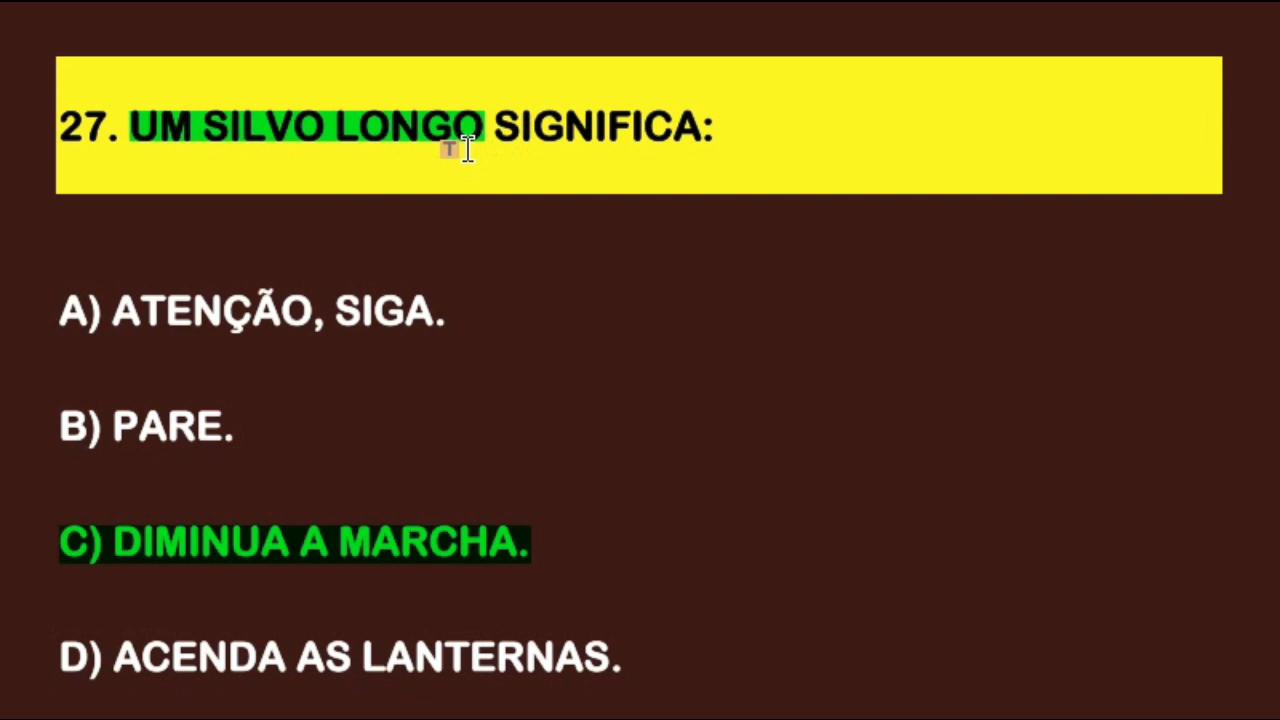 27. UM SILVO LONGO SIGNIFICA:
T
A) ATENÇÃO, SIGA.
B) PARE.
C) DIMINUA A MARCHA.
D) ACENDA AS LANTERNAS.